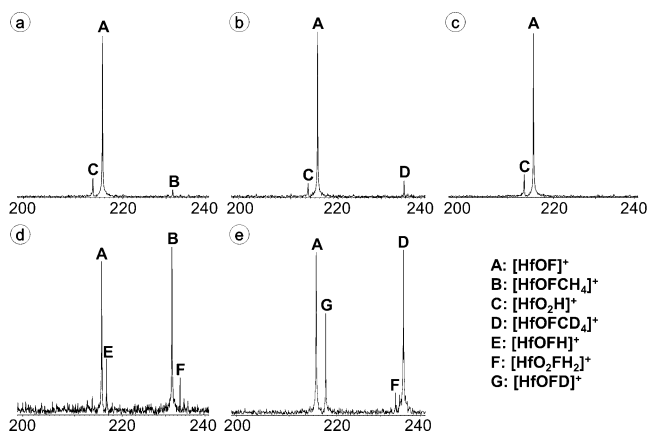 a
A
C
B
200 220 240
b
A
C
D
200 220 240
c
A
C
200 220 240
d
A
B
E
F
200 220 240
e
A
D
G
F
200 220 240
A: [HfOF]⁺
B: [HfOFCH₄]⁺
C: [HfO₂H]⁺
D: [HfOFCD₄]⁺
E: [HfOFH]⁺
F: [HfO₂FH₂]⁺
G: [HfOFD]⁺